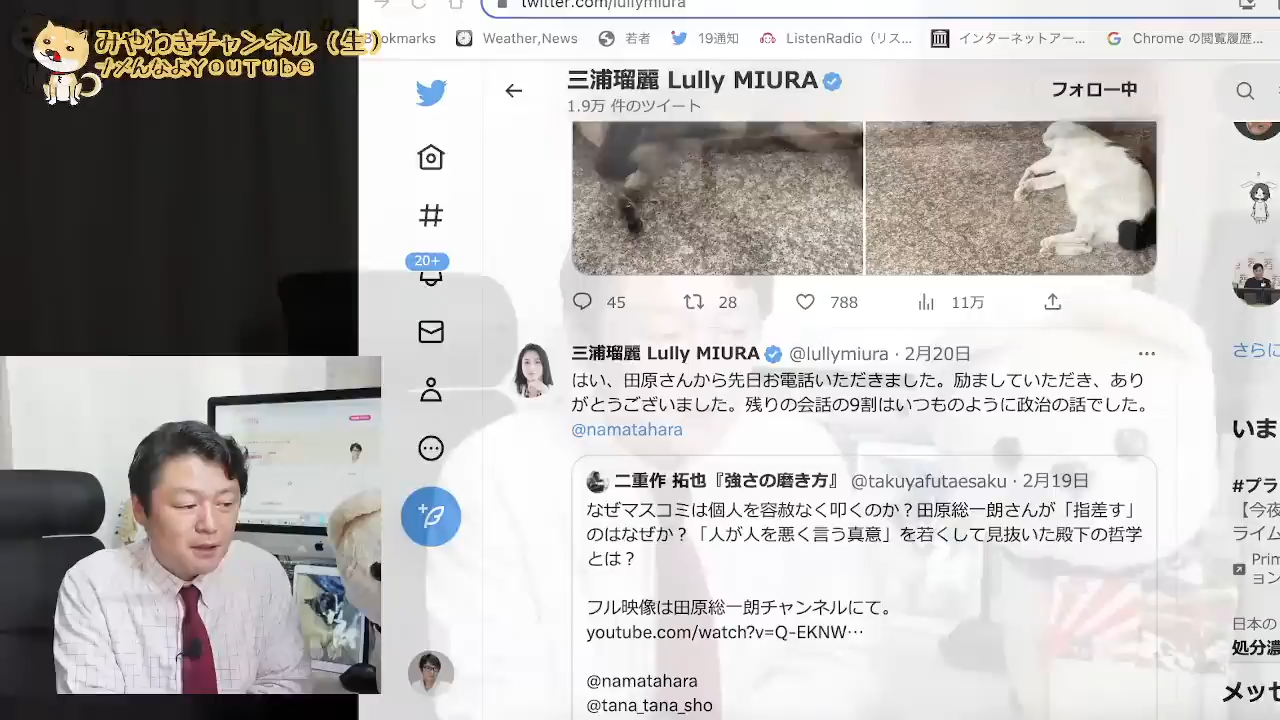 みやわきチャンネル（生）
ナメんなよYouTube
twitter.com/lullymiura
Bookmarks
Weather,News
若者
19通知
ListenRadio（リス…
インターネットアー…
Chrome の閲覧履歴…
三浦瑠麗 Lully MIURA
1.9万 件のツイート
フォロー中
20+
45
28
788
11万
三浦瑠麗 Lully MIURA @lullymiura · 2月20日
はい、田原さんから先日お電話いただきました。励ましていただき、あり
がとうございました。残りの会話の9割はいつものように政治の話でした。
@namatahara
二重作 拓也『強さの磨き方』 @takuyafutaesaku · 2月19日
なぜマスコミは個人を容赦なく叩くのか？田原総一朗さんが「指差す」
のはなぜか？「人が人を悪く言う真意」を若くして見抜いた殿下の哲学
とは？
フル映像は田原総一朗チャンネルにて。
youtube.com/watch?v=Q-EKNW…
@namatahara
@tana_tana_sho
さらに
いま
#プラ
【今夜
ライム
Prim
ョン
日本の
処分濃
メッセ